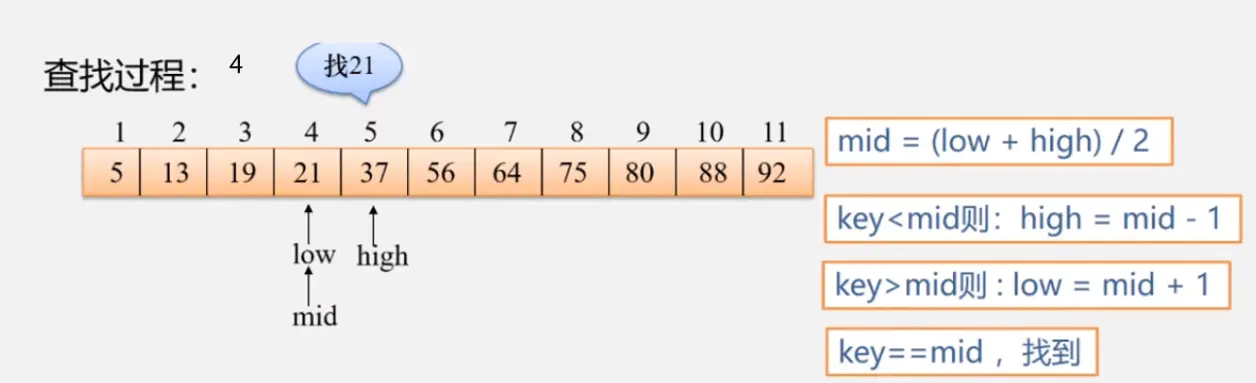 查找过程： 4
找21
1 2 3 4 5 6 7 8 9 10 11
5 13 19 21 37 56 64 75 80 88 92
low high
mid
mid = (low + high) / 2
key<mid则：high = mid - 1
key>mid则 : low = mid + 1
key==mid ，找到